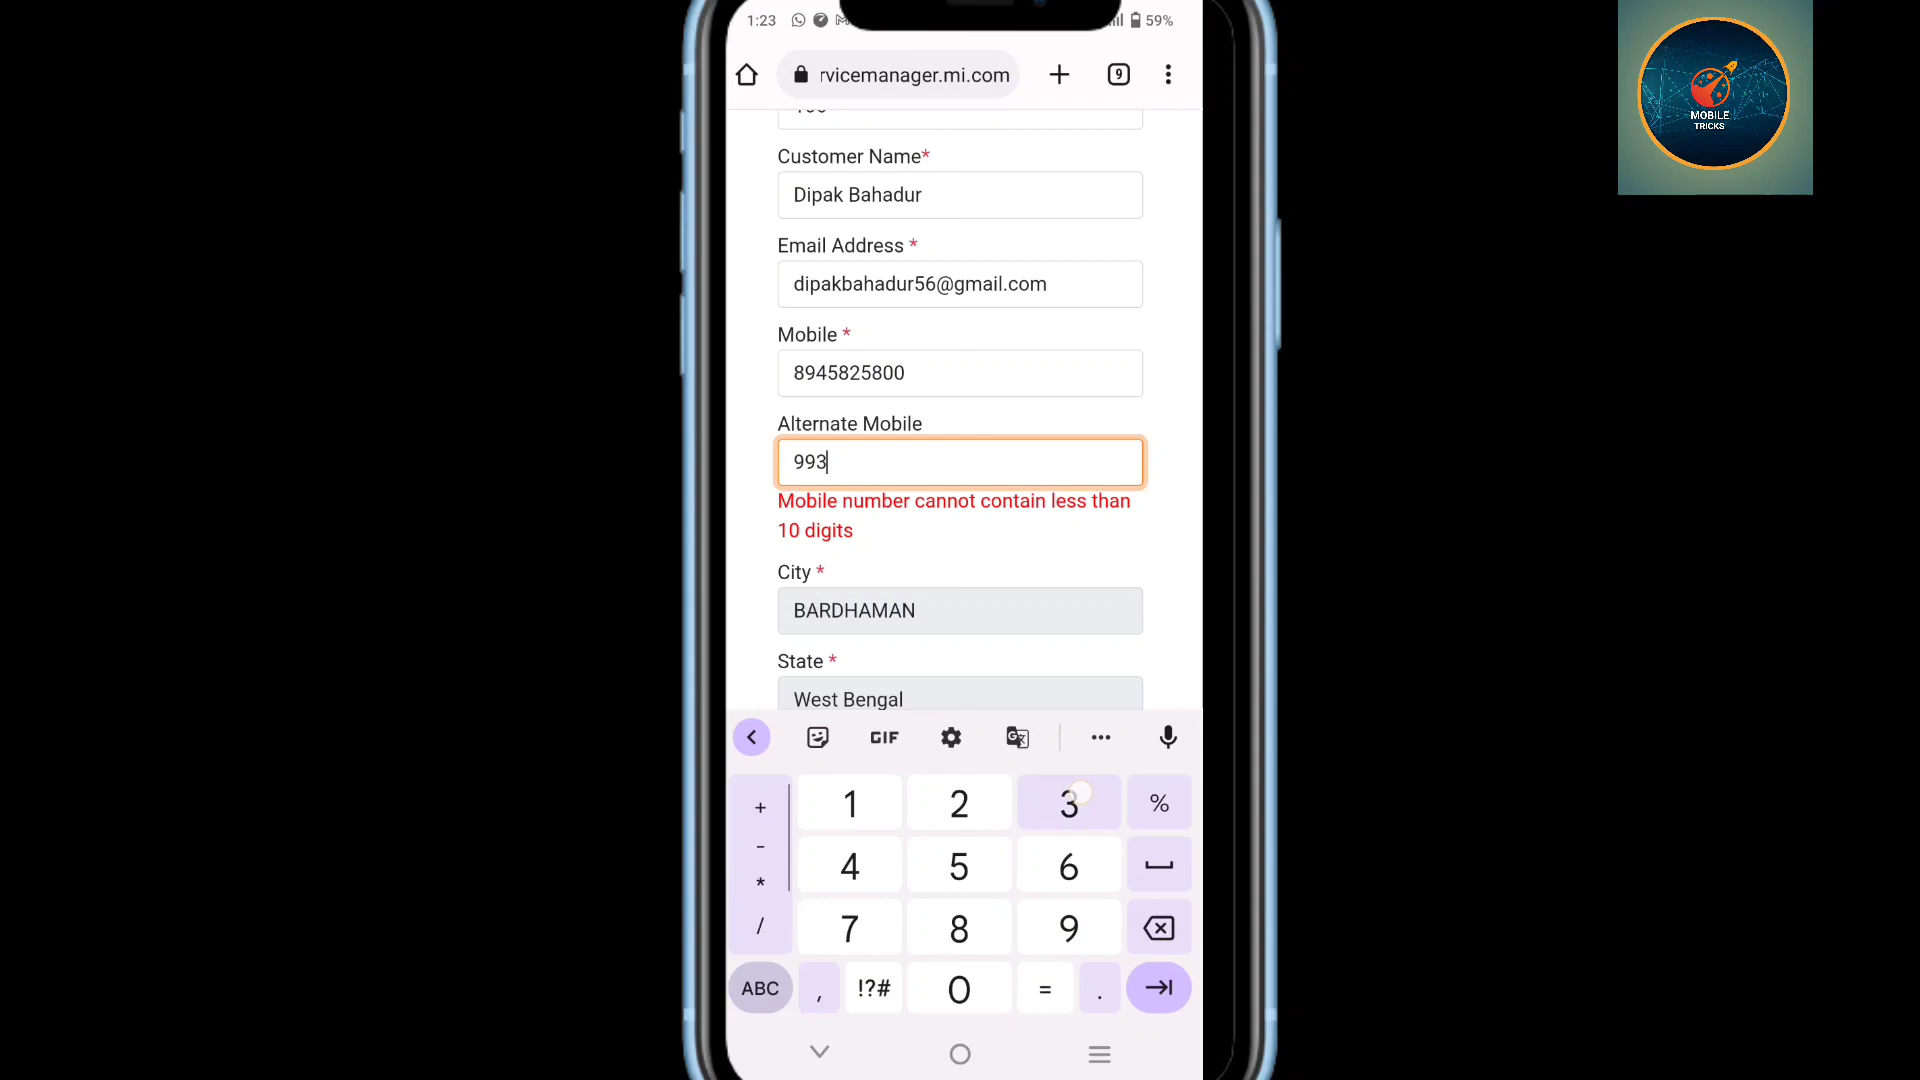 1:23 59%
rvicemanager.mi.com 9
MOBILE
TRICKS
Customer Name*
Dipak Bahadur
Email Address *
dipakbahadur56@gmail.com
Mobile *
8945825800
Alternate Mobile
993
Mobile number cannot contain less than
10 digits
City *
BARDHAMAN
State *
West Bengal
GIF
+ 1 2 3 %
- 4 5 6
*
/ 7 8 9
ABC , !?# 0 = .